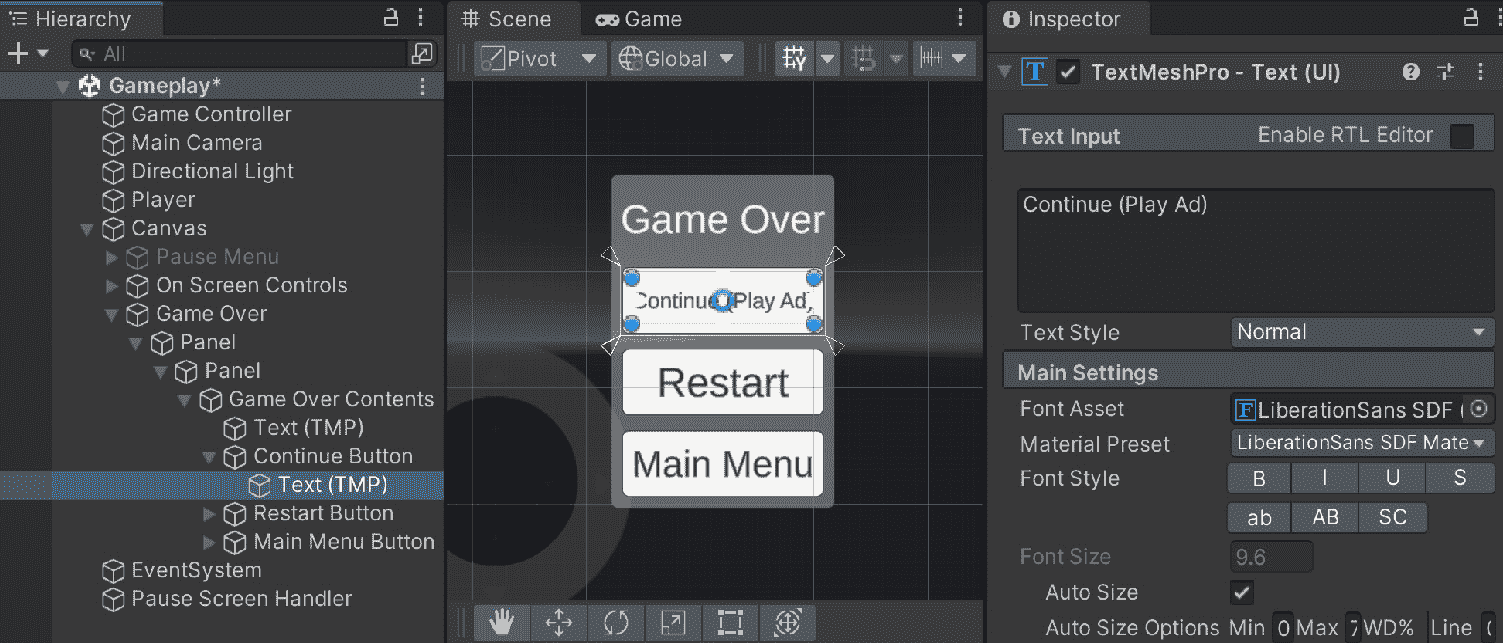 Hierarchy
All
Gameplay*
Game Controller
Main Camera
Directional Light
Player
Canvas
Pause Menu
On Screen Controls
Game Over
Panel
Panel
Game Over Contents
Text (TMP)
Continue Button
Text (TMP)
Restart Button
Main Menu Button
EventSystem
Pause Screen Handler
Scene
Game
Pivot
Global
Game Over
Continue (Play Ad)
Restart
Main Menu
Inspector
TextMeshPro - Text (UI)
Text Input Enable RTL Editor
Continue (Play Ad)
Text Style Normal
Main Settings
Font Asset F LiberationSans SDF (
Material Preset LiberationSans SDF Mate
Font Style B I U S
ab AB SC
Font Size 9.6
Auto Size
Auto Size Options Min 0 Max 7 WD% Line